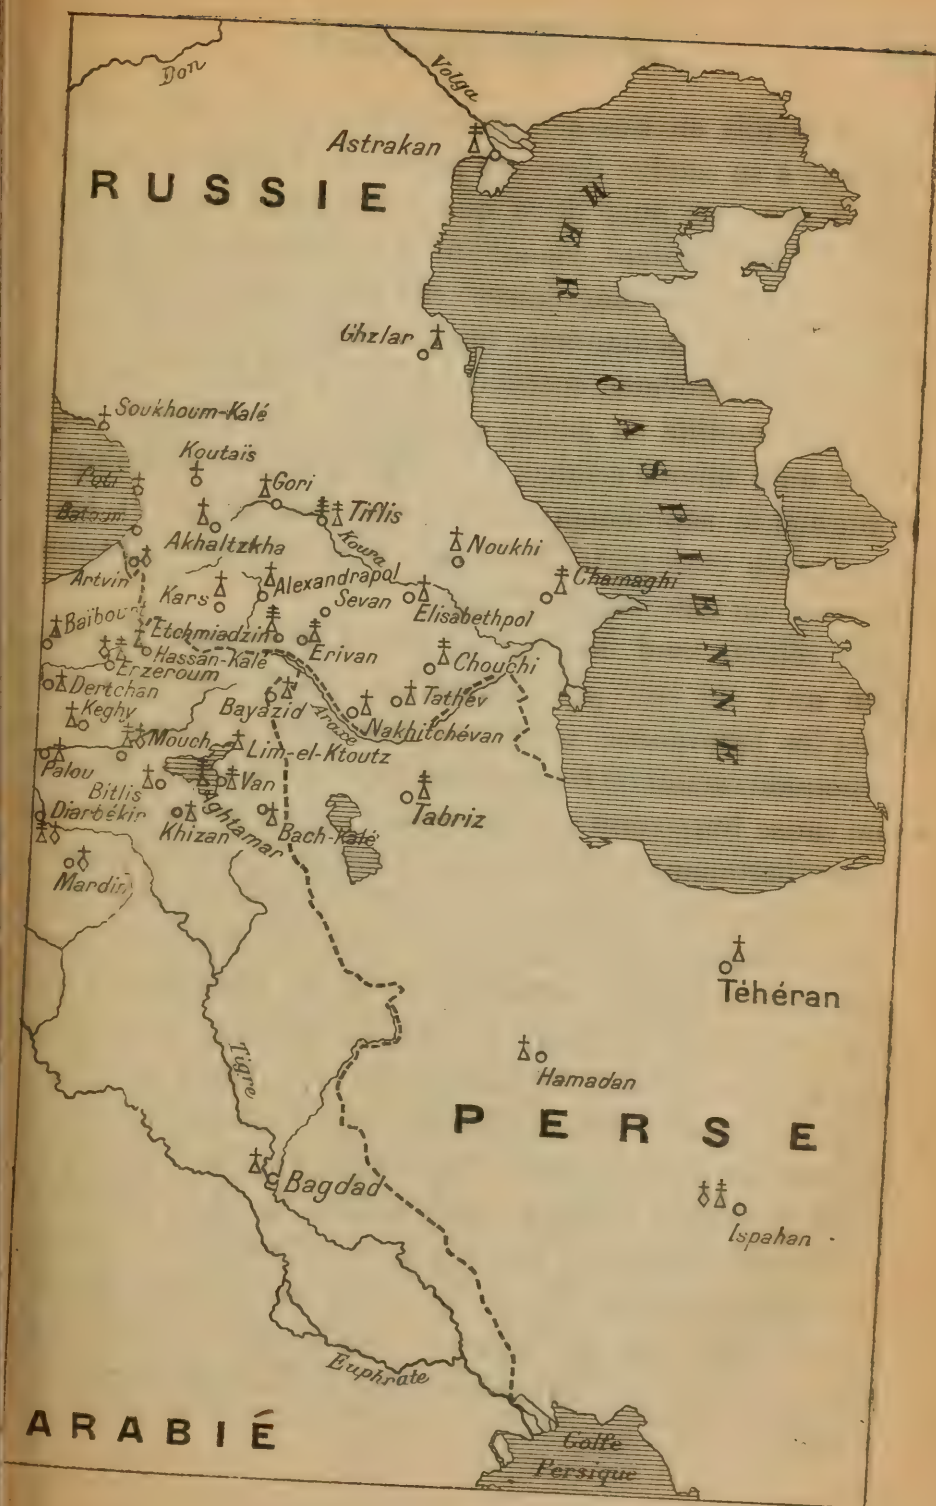 Don
Volga
Astrakan
RUSSIE
MER CASPIENNE
Ghzlar
Soukhoum-Kalé
Koutaïs
Poti
Gori
Tiflis
Batoum
Akhaltzkha
Koura
Noukhi
Artvin
Kars
Alexandrapol
Sevan
Chamaghi
Elisabethpol
Baïbourt
Etchmiadzin
Hassan-Kalé
Erivan
Chouchi
Erzeroum
Dertchan
Bayazid
Araxe
Tathev
Keghy
Nakhitchévan
Mouch
Lim-el-Ktoutz
Palou
Bitlis
Van
Aghtamar
Tabriz
Diarbékir
Khizan
Bach-Kalé
Mardin
Téhéran
Tigre
Hamadan
PERSE
Bagdad
Ispahan
Euphrate
ARABIÉ
Golfe
Persique